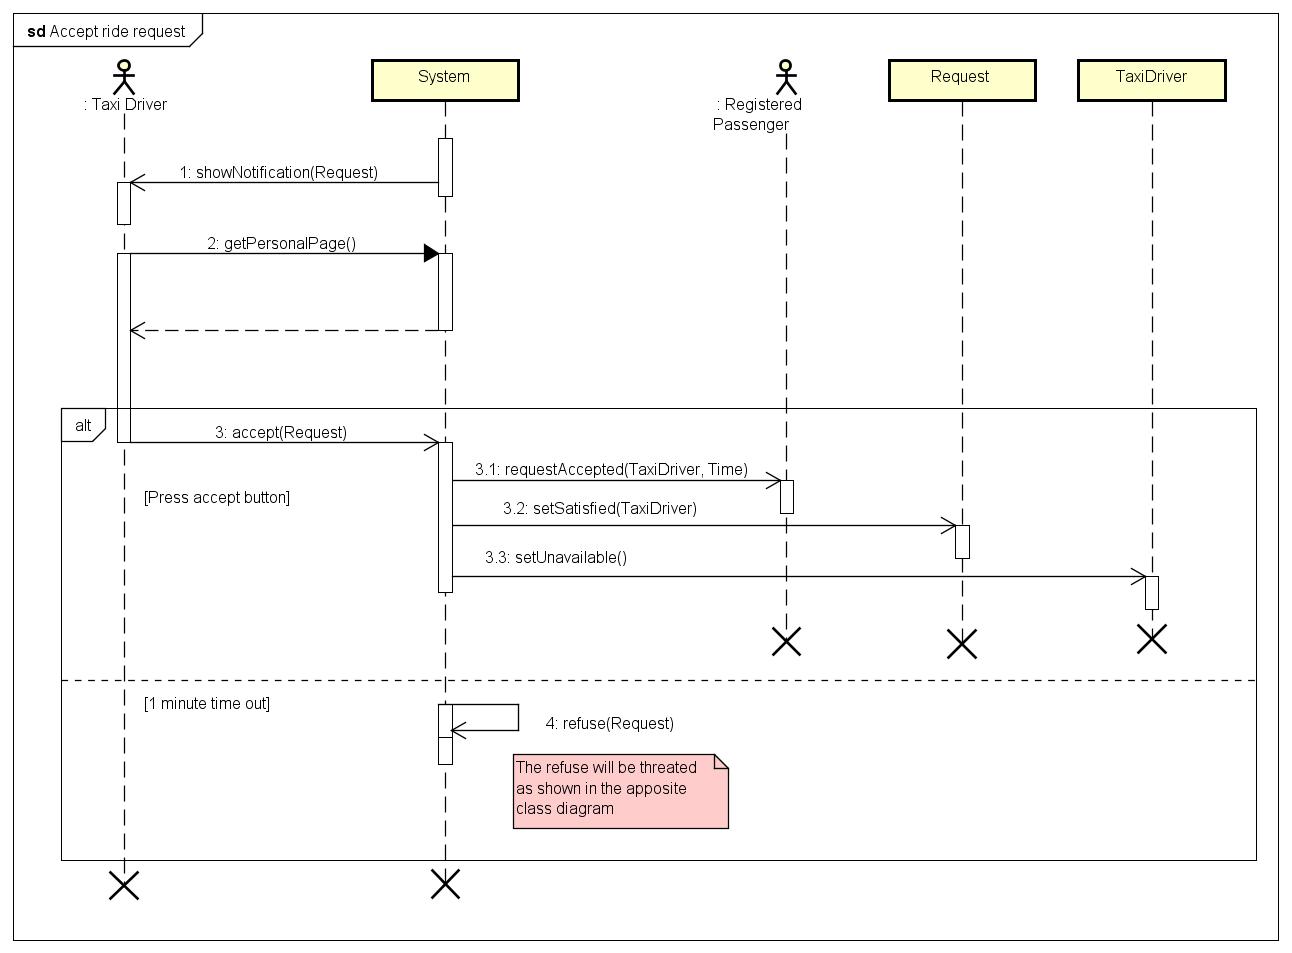 sd Accept ride request
: Taxi Driver
System
: Registered
Passenger
Request
TaxiDriver
1: showNotification(Request)
2: getPersonalPage()
alt
3: accept(Request)
3.1: requestAccepted(TaxiDriver, Time)
[Press accept button]
3.2: setSatisfied(TaxiDriver)
3.3: setUnavailable()
[1 minute time out]
4: refuse(Request)
The refuse will be threated
as shown in the apposite
class diagram